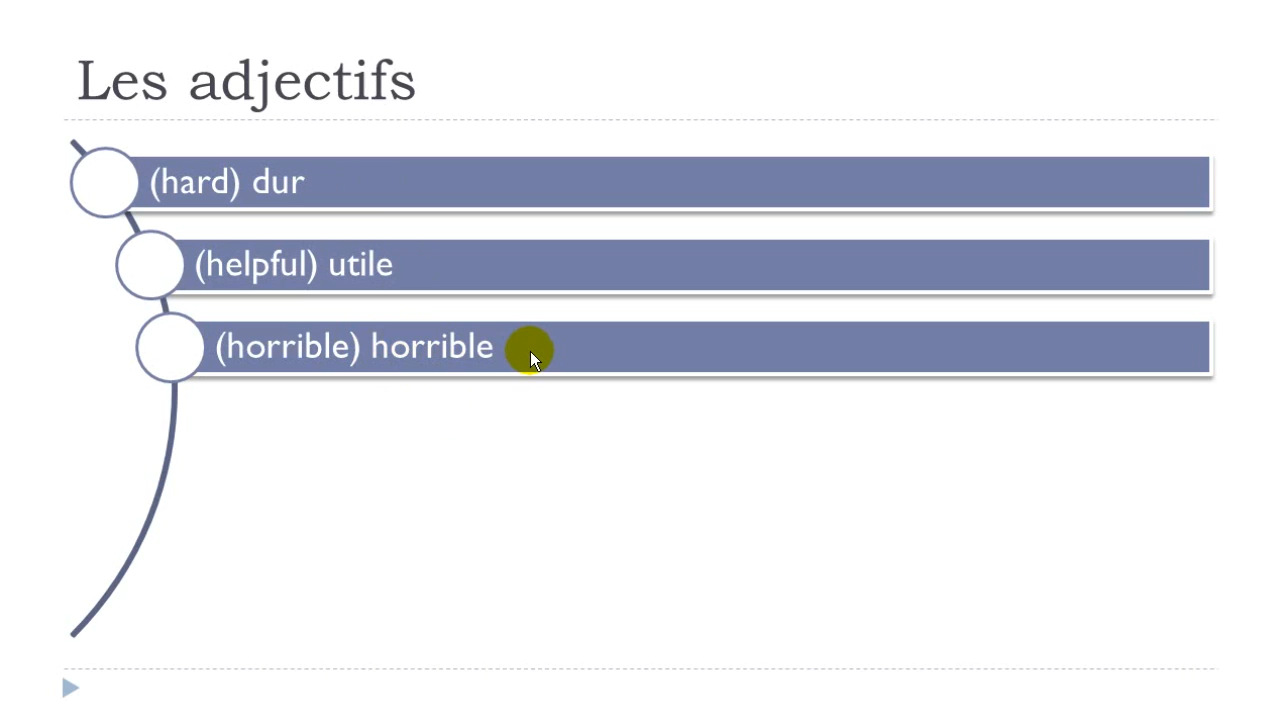 Les adjectifs
(hard) dur
(helpful) utile
(horrible) horrible